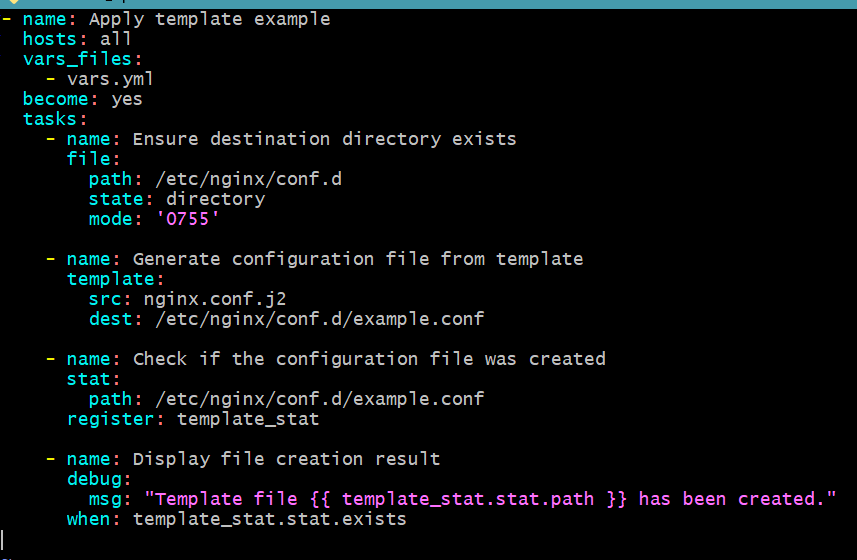 - name: Apply template example
  hosts: all
  vars_files:
    - vars.yml
  become: yes
  tasks:
    - name: Ensure destination directory exists
      file:
        path: /etc/nginx/conf.d
        state: directory
        mode: '0755'

    - name: Generate configuration file from template
      template:
        src: nginx.conf.j2
        dest: /etc/nginx/conf.d/example.conf

    - name: Check if the configuration file was created
      stat:
        path: /etc/nginx/conf.d/example.conf
      register: template_stat

    - name: Display file creation result
      debug:
        msg: "Template file {{ template_stat.stat.path }} has been created."
      when: template_stat.stat.exists